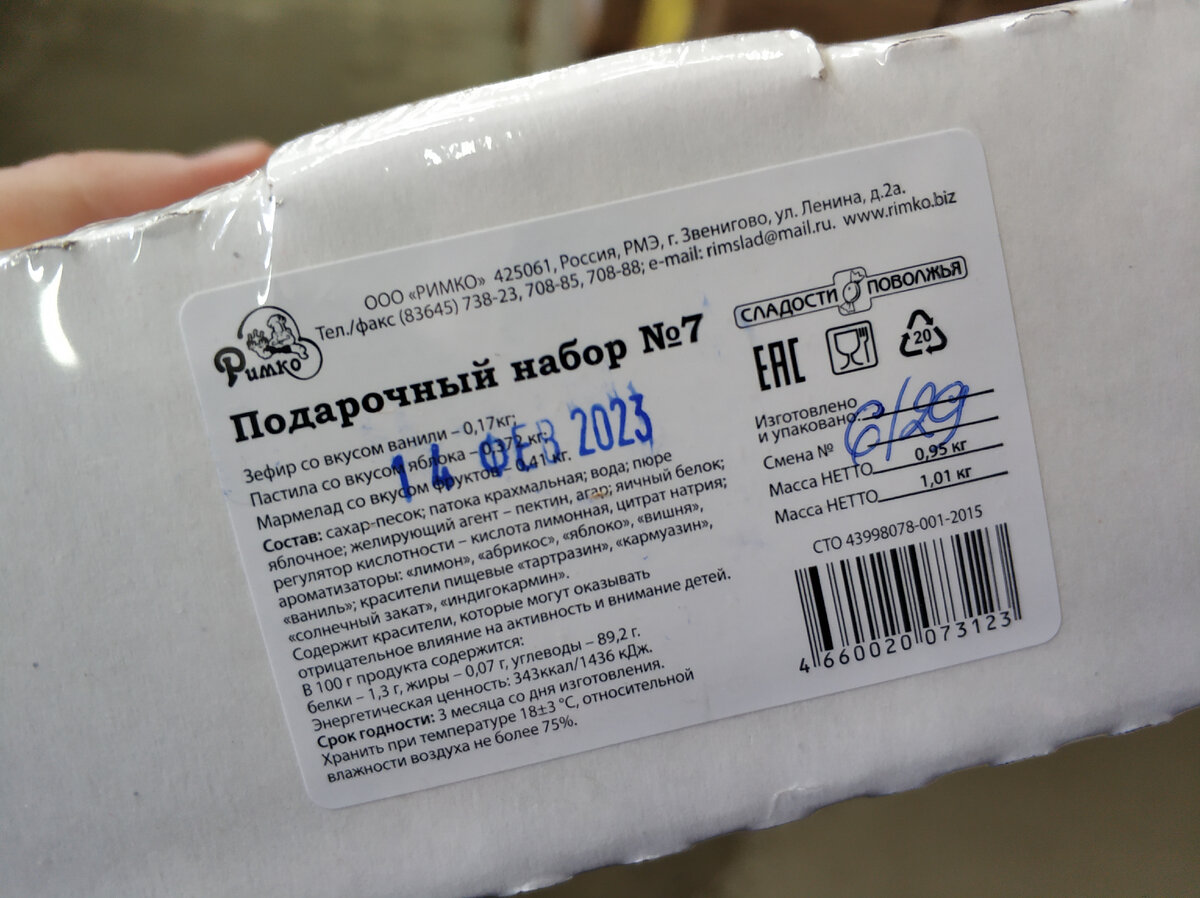 ООО «РИМКО» 425061, Россия, РМЭ, г. Звенигово, ул. Ленина, д.2а.
Тел./факс (83645) 738-23, 708-85, 708-88; e-mail: rimslad@mail.ru. www.rimko.biz
Римко
СЛАДОСТИ ПОВОЛЖЬЯ
Подарочный набор №7
EAC
20
Зефир со вкусом ванили – 0,17кг;
Пастила со вкусом яблока – 0,372 кг;
Мармелад со вкусом фруктов – 0,41 кг.
14 ФЕВ 2023
Состав: сахар-песок; патока крахмальная; вода; пюре
яблочное; желирующий агент – пектин, агар; яичный белок;
регулятор кислотности – кислота лимонная, цитрат натрия;
ароматизаторы: «лимон», «абрикос», «яблоко», «вишня»,
«ваниль»; красители пищевые «тартразин», «кармуазин»,
«солнечный закат», «индигокармин».
Содержит красители, которые могут оказывать
отрицательное влияние на активность и внимание детей.
В 100 г продукта содержится:
белки – 1,3 г, жиры – 0,07 г, углеводы – 89,2 г.
Энергетическая ценность: 343ккал/1436 кДж.
Срок годности: 3 месяца со дня изготовления.
Хранить при температуре 18±3 °С, относительной
влажности воздуха не более 75%.
Изготовлено
и упаковано:
Смена № 6/29
Масса НЕТТО 0,95 кг
Масса НЕТТО 1,01 кг
СТО 43998078-001-2015
4 660020 073123